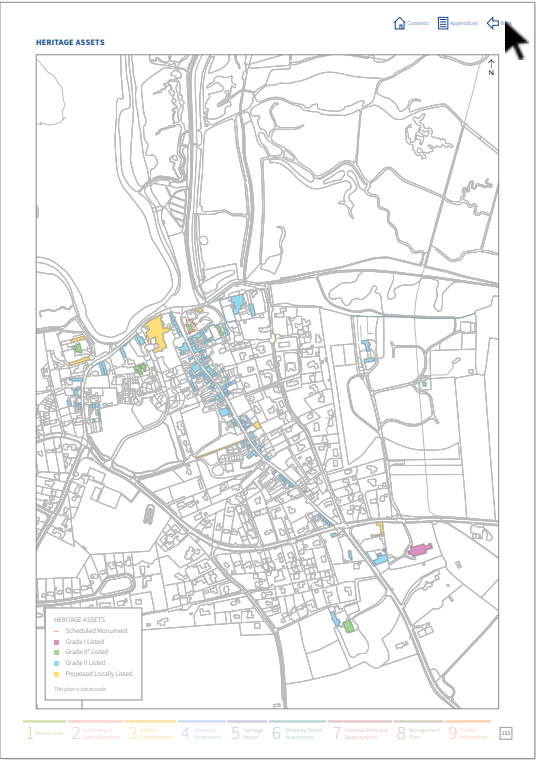 Contents
Appendices
HERITAGE ASSETS
N
HERITAGE ASSETS
Scheduled Monument
Grade I Listed
Grade II* Listed
Grade II Listed
Proposed Locally Listed
This plan is not to scale
1 Introduction
2 Summary of
Special Interest
3 Historic
Development
4 Character
Assessment
5 Heritage
Assets
6 Street-by-Street
Assessment
7 Vulnerabilities and
Opportunities
8 Management
Plan
9 Further
Information
133